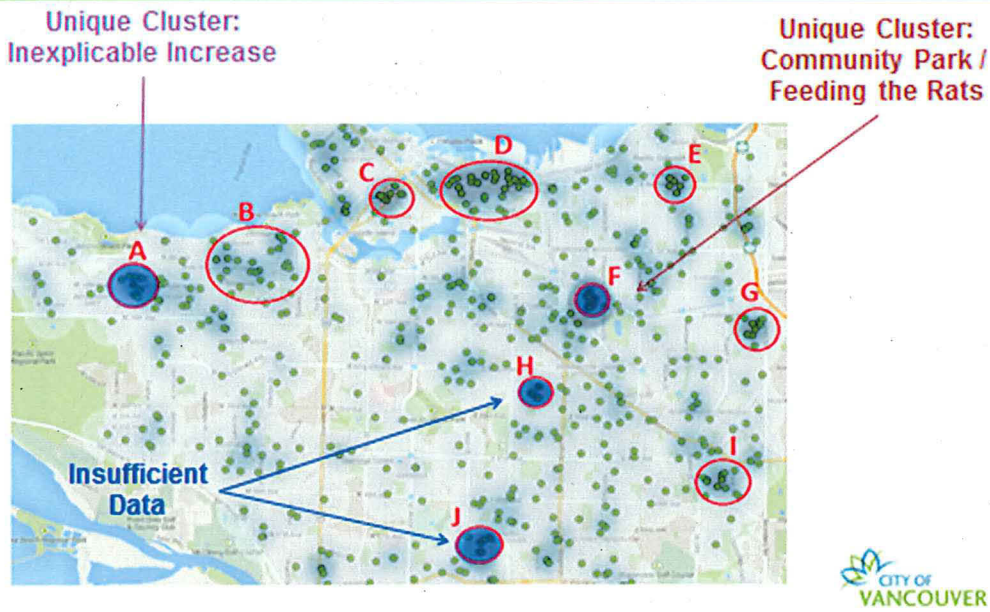 Unique Cluster:
Inexplicable Increase
Unique Cluster:
Community Park /
Feeding the Rats
A
B
C
D
E
F
G
H
I
J
Insufficient
Data
CITY OF
VANCOUVER